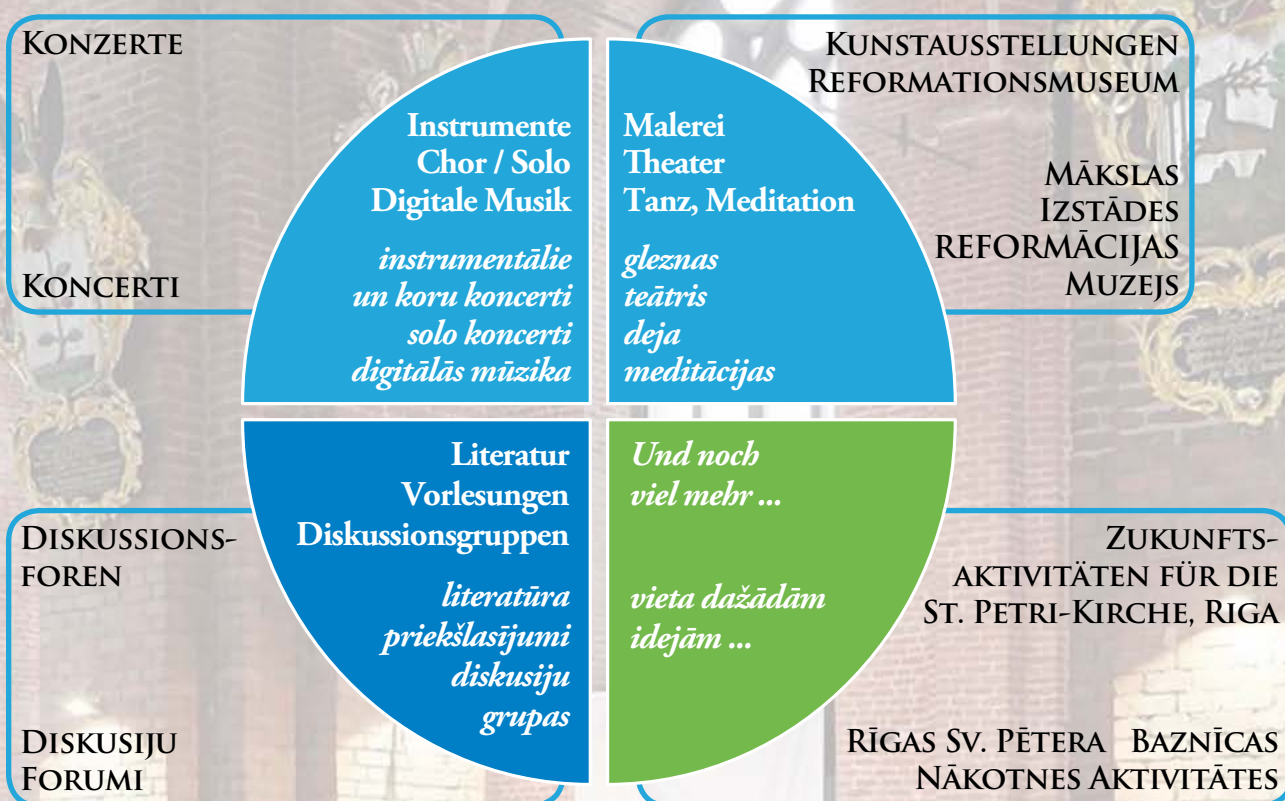 KONZERTE
KONCERTI
Instrumente
Chor / Solo
Digitale Musik
instrumentālie
un koru koncerti
solo koncerti
digitālās mūzika
Malerei
Theater
Tanz, Meditation
gleznas
teātris
deja
meditācijas
KUNSTAUSSTELLUNGEN
REFORMATIONSMUSEUM
MĀKSLAS
IZSTĀDES
REFORMĀCIJAS
MUZEJS
DISKUSSIONS-
FOREN
DISKUSIJU
FORUMI
Literatur
Vorlesungen
Diskussionsgruppen
literatūra
priekšlasījumi
diskusiju
grupas
Und noch
viel mehr ...
vieta dažādām
idejām ...
ZUKUNFTS-
AKTIVITÄTEN FÜR DIE
ST. PETRI-KIRCHE, RIGA
RĪGAS SV. PĒTERA BAZNĪCAS
NĀKOTNES AKTIVITĀTES